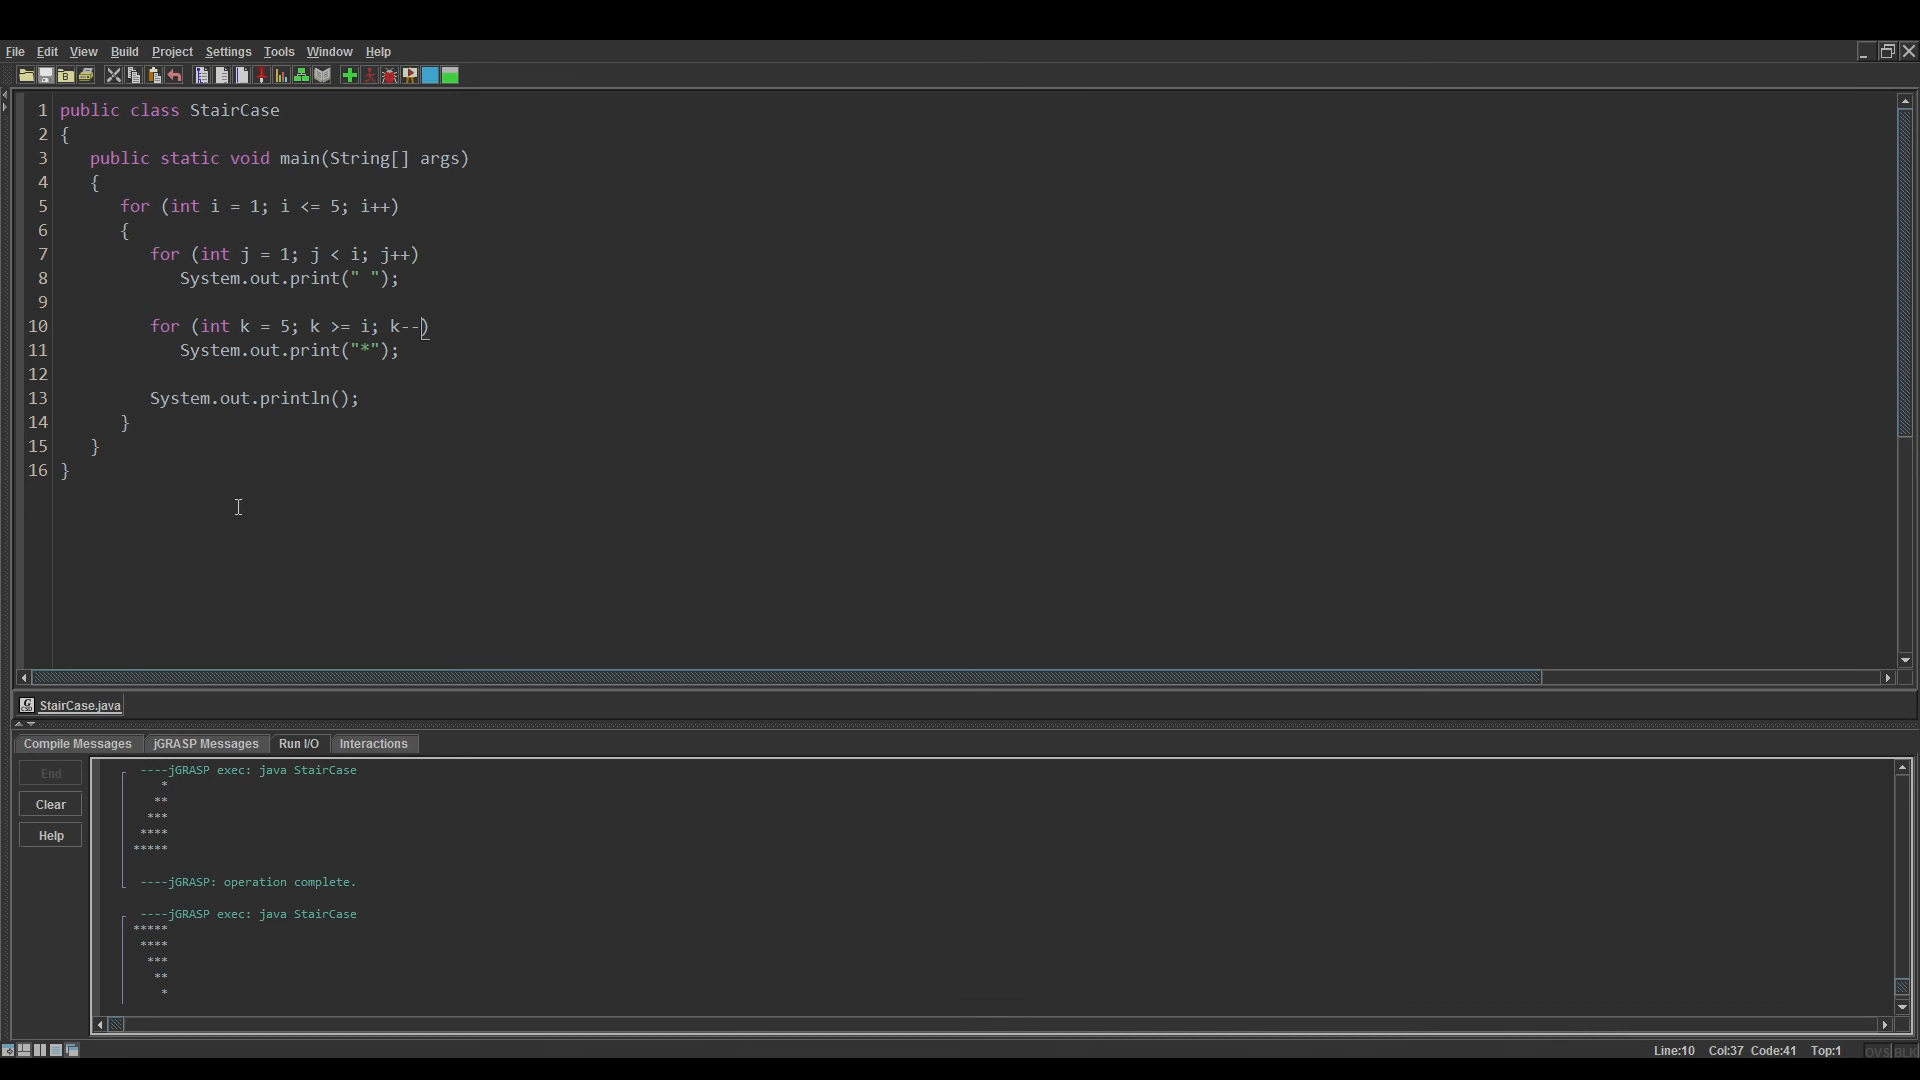 File Edit View Build Project Settings Tools Window Help
1 public class StairCase
2 {
3 public static void main(String[] args)
4 {
5 for (int i = 1; i <= 5; i++)
6 {
7 for (int j = 1; j < i; j++)
8 System.out.print(" ");
9
10 for (int k = 5; k >= i; k--)
11 System.out.print("*");
12
13 System.out.println();
14 }
15 }
16 }
StairCase.java
Compile Messages jGRASP Messages Run I/O Interactions
End
Clear
Help
----jGRASP exec: java StairCase
    *
   **
  ***
 ****
*****
----jGRASP: operation complete.
----jGRASP exec: java StairCase
*****
 ****
  ***
   **
    *
Line:10 Col:37 Code:41 Top:1 OVS BLK